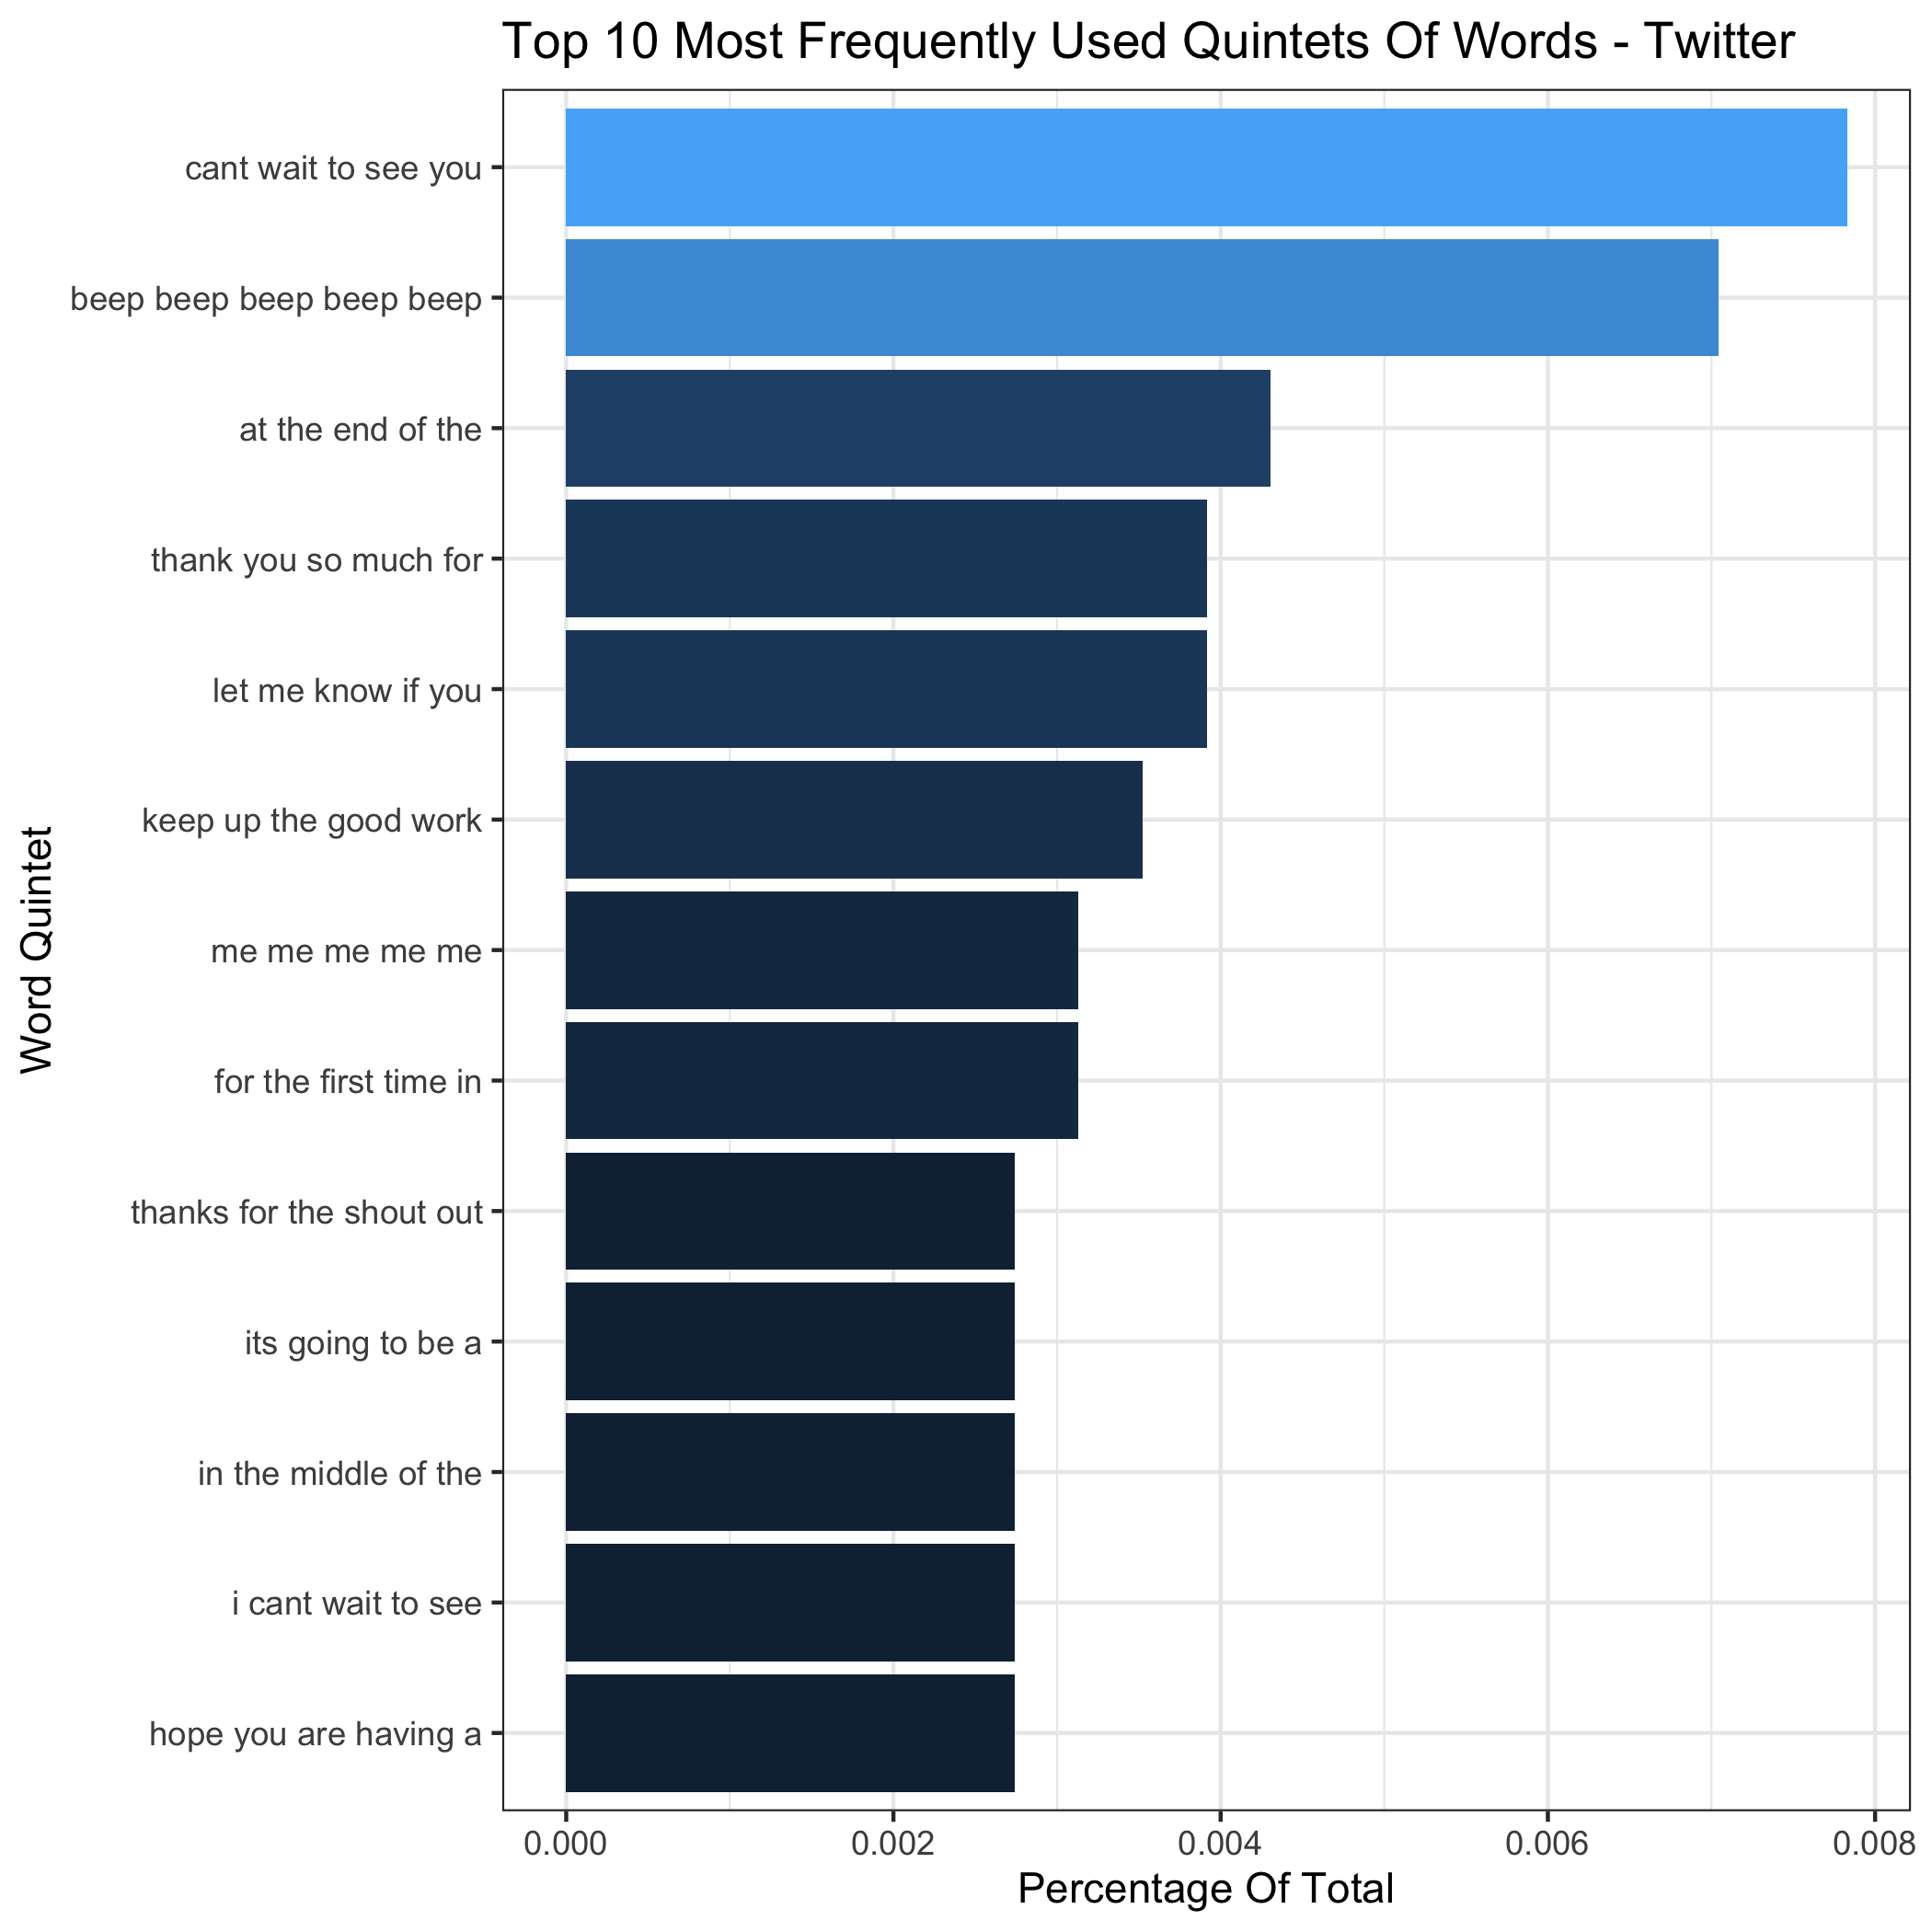 Top 10 Most Frequently Used Quintets Of Words - Twitter
Word Quintet
cant wait to see you
beep beep beep beep beep
at the end of the
thank you so much for
let me know if you
keep up the good work
me me me me me
for the first time in
thanks for the shout out
its going to be a
in the middle of the
i cant wait to see
hope you are having a
0.000 0.002 0.004 0.006 0.008
Percentage Of Total